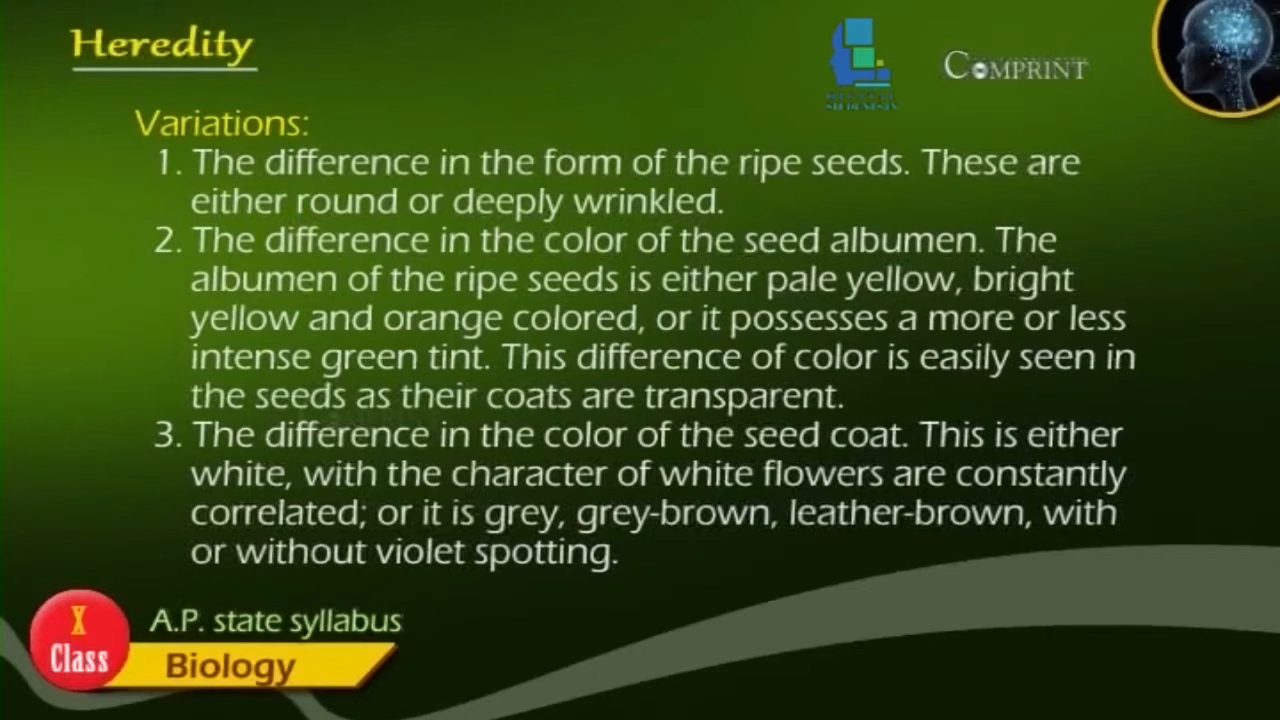 Heredity
COMPRINT
Variations:
1. The difference in the form of the ripe seeds. These are
either round or deeply wrinkled.
2. The difference in the color of the seed albumen. The
albumen of the ripe seeds is either pale yellow, bright
yellow and orange colored, or it possesses a more or less
intense green tint. This difference of color is easily seen in
the seeds as their coats are transparent.
3. The difference in the color of the seed coat. This is either
white, with the character of white flowers are constantly
correlated; or it is grey, grey-brown, leather-brown, with
or without violet spotting.
X
Class
A.P. state syllabus
Biology